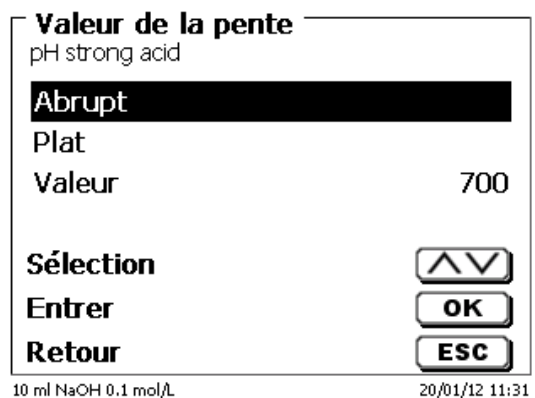 Valeur de la pente
pH strong acid
Abrupt
Plat
Valeur 700
Sélection
Entrer OK
Retour ESC
10 ml NaOH 0.1 mol/L 20/01/12 11:31